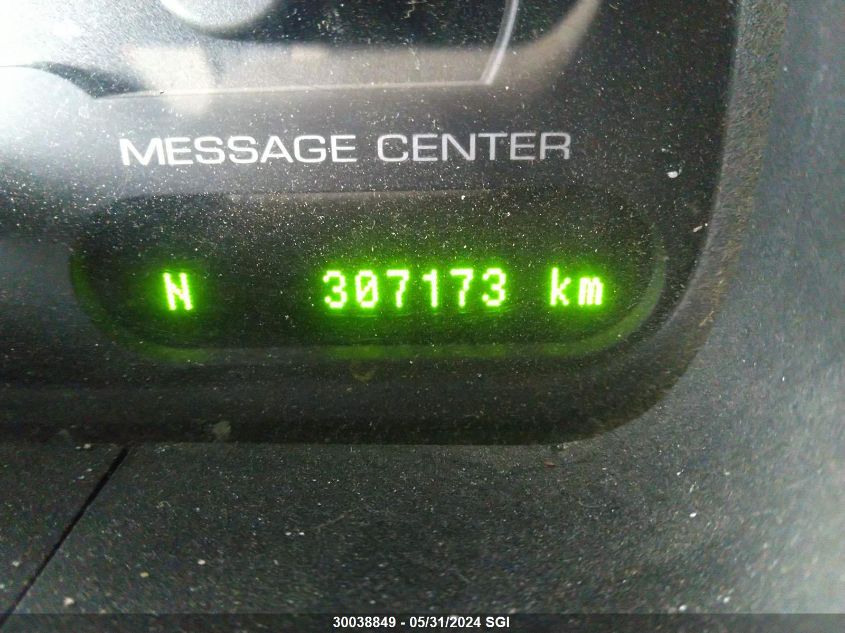 MESSAGE CENTER
N 307173 km
30038849 - 05/31/2024 SGI